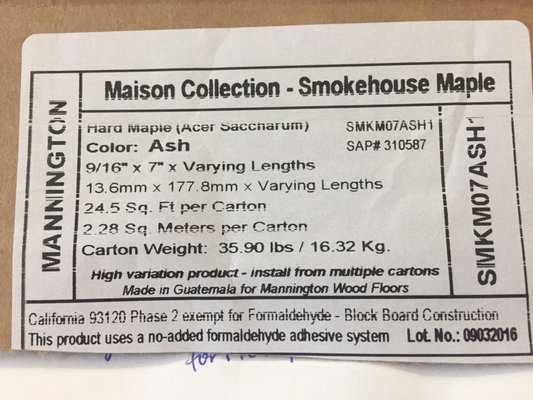 Maison Collection - Smokehouse Maple
MANNINGTON
Hard Maple (Acer Saccharum) SMKM07ASH1
Color: Ash SAP# 310587
9/16" x 7" x Varying Lengths
13.6mm x 177.8mm x Varying Lengths
24.5 Sq. Ft per Carton
2.28 Sq. Meters per Carton
Carton Weight: 35.90 lbs / 16.32 Kg.
High variation product - install from multiple cartons
Made in Guatemala for Mannington Wood Floors
SMKM07ASH1
California 93120 Phase 2 exempt for Formaldehyde - Block Board Construction
This product uses a no-added formaldehyde adhesive system Lot. No.: 09032016
for